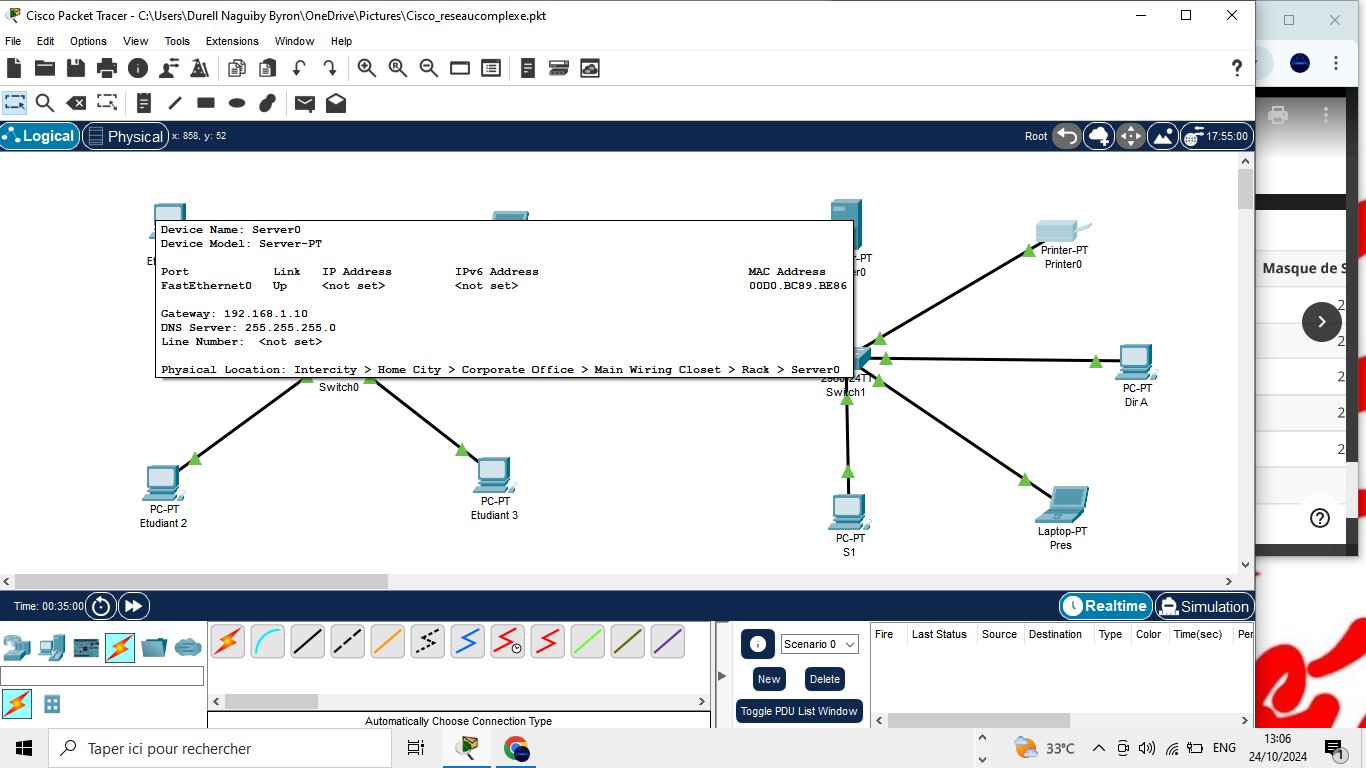 Cisco Packet Tracer - C:\Users\Durell Naguiby Byron\OneDrive\Pictures\Cisco_reseaucomplexe.pkt
File Edit Options View Tools Extensions Window Help
Logical Physical x: 858, y: 52 Root 17:55:00
Device Name: Server0
Device Model: Server-PT
Port Link IP Address IPv6 Address MAC Address
FastEthernet0 Up <not set> <not set> 00D0.BC89.BE86
Gateway: 192.168.1.10
DNS Server: 255.255.255.0
Line Number: <not set>
Physical Location: Intercity > Home City > Corporate Office > Main Wiring Closet > Rack > Server0
Printer-PT
Printer0
Masque de S
2
2
2
2
2
Switch0
Switch1
PC-PT
Dir A
PC-PT
Etudiant 2
PC-PT
Etudiant 3
PC-PT
S1
Laptop-PT
Pres
Time: 00:35:00 Realtime Simulation
Scenario 0
New Delete
Toggle PDU List Window
Fire Last Status Source Destination Type Color Time(sec) Per
Automatically Choose Connection Type
Taper ici pour rechercher
33°C ENG 13:06
24/10/2024
1